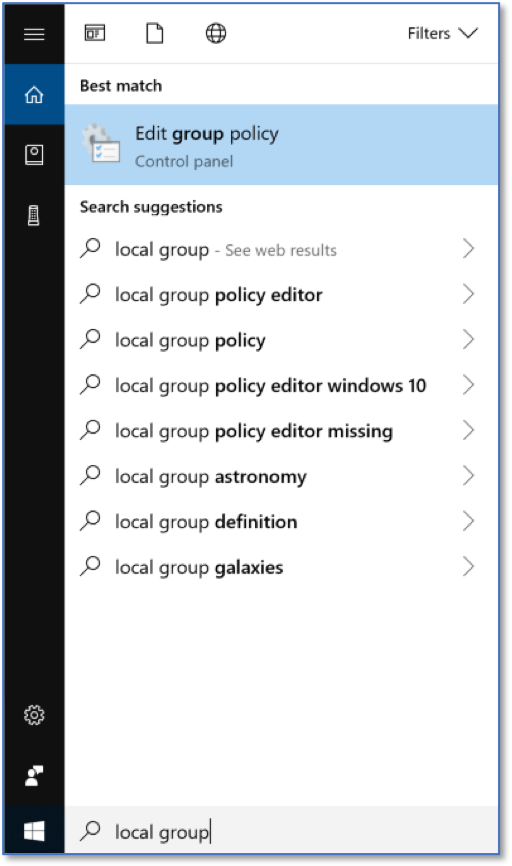 Filters
Best match
Edit group policy
Control panel
Search suggestions
local group - See web results
local group policy editor
local group policy
local group policy editor windows 10
local group policy editor missing
local group astronomy
local group definition
local group galaxies
local group